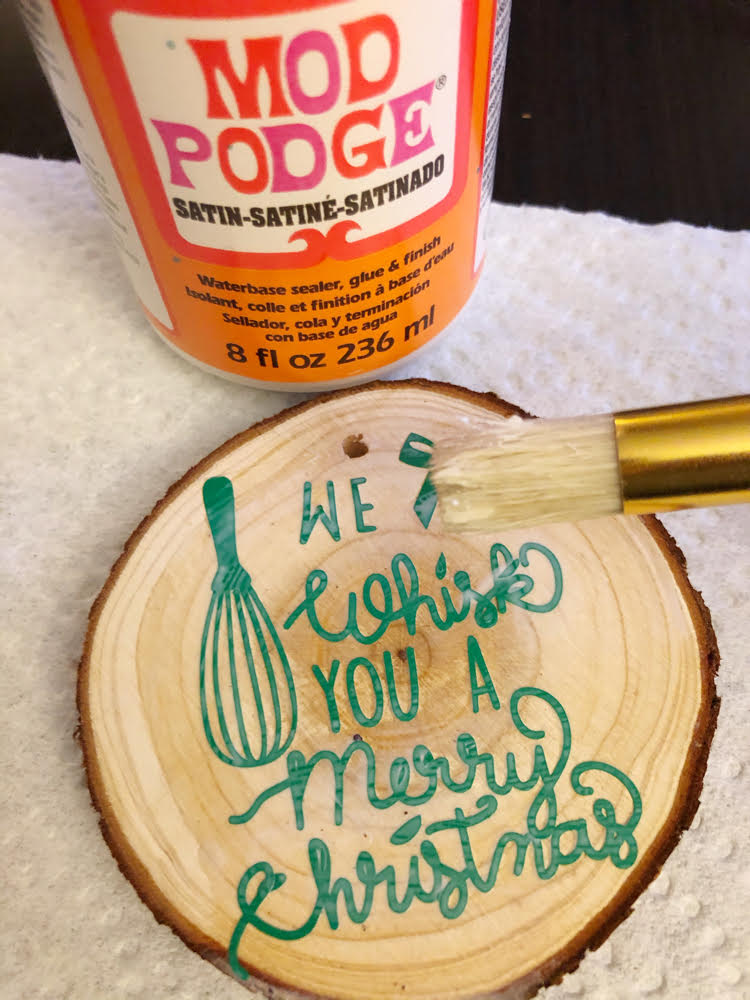 MOD
PODGE®
SATIN-SATINÉ-SATINADO
Waterbase sealer, glue & finish
Isolant, colle et finition à base d'eau
Sellador, cola y terminación
con base de agua
8 fl oz 236 ml
WE
Whisk
YOU A
Merry
Christmas